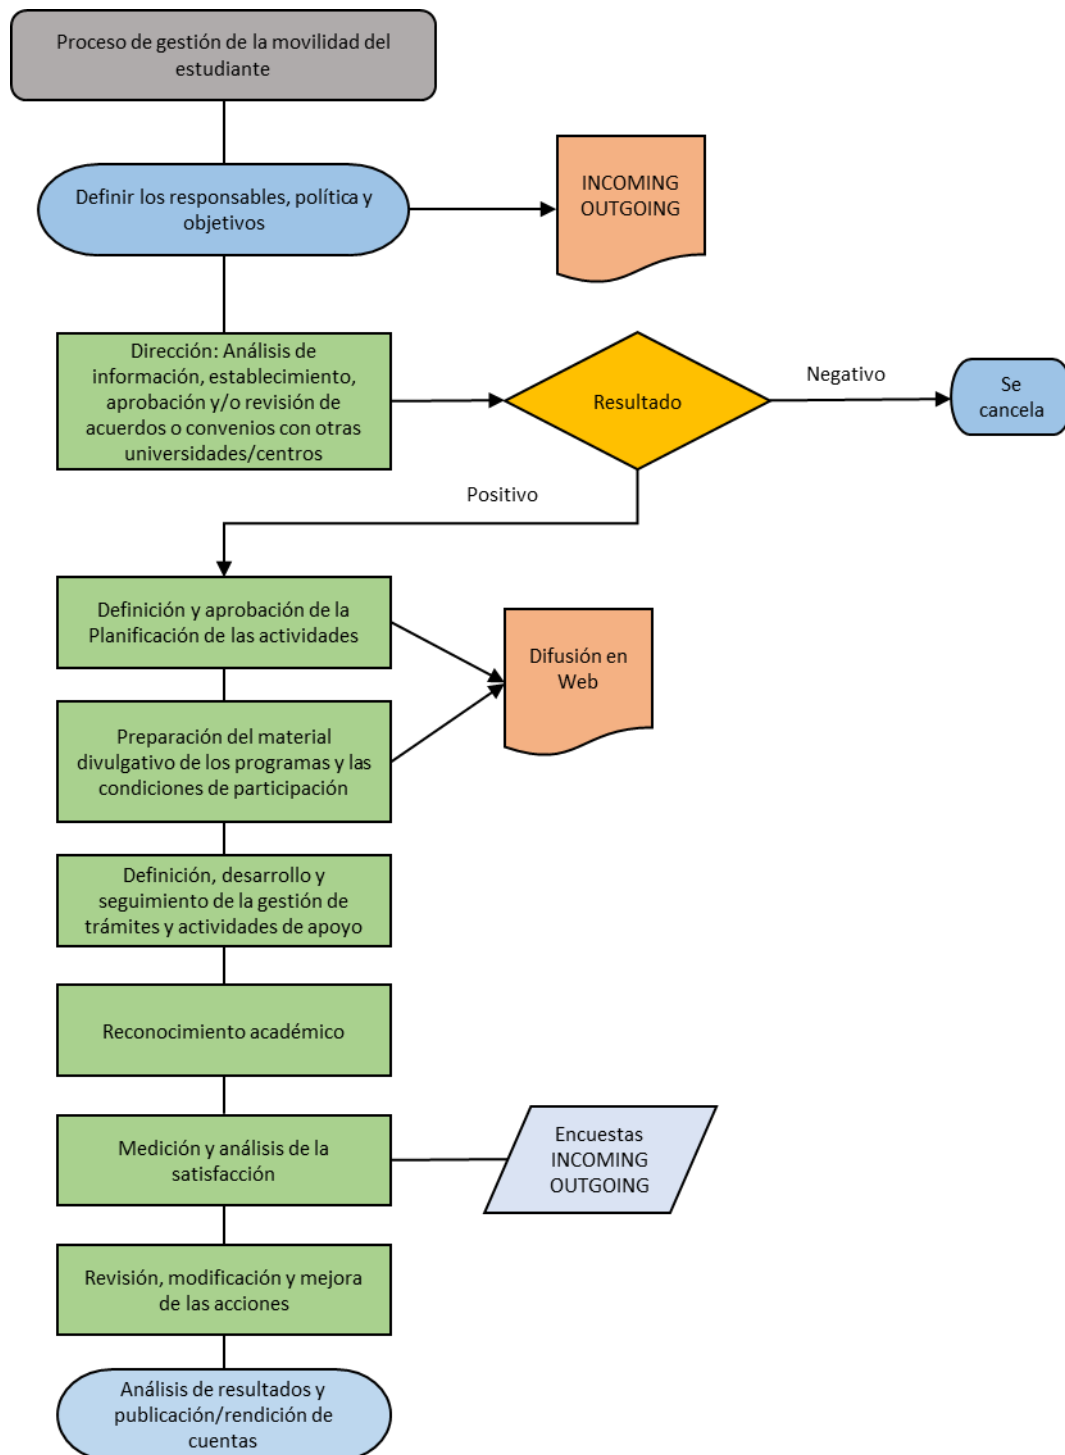 Proceso de gestión de la movilidad del
estudiante
Definir los responsables, política y
objetivos
INCOMING
OUTGOING
Dirección: Análisis de
información, establecimiento,
aprobación y/o revisión de
acuerdos o convenios con otras
universidades/centros
Resultado
Negativo
Se
cancela
Positivo
Definición y aprobación de la
Planificación de las actividades
Difusión en
Web
Preparación del material
divulgativo de los programas y las
condiciones de participación
Definición, desarrollo y
seguimiento de la gestión de
trámites y actividades de apoyo
Reconocimiento académico
Medición y análisis de la
satisfacción
Encuestas
INCOMING
OUTGOING
Revisión, modificación y mejora
de las acciones
Análisis de resultados y
publicación/rendición de
cuentas